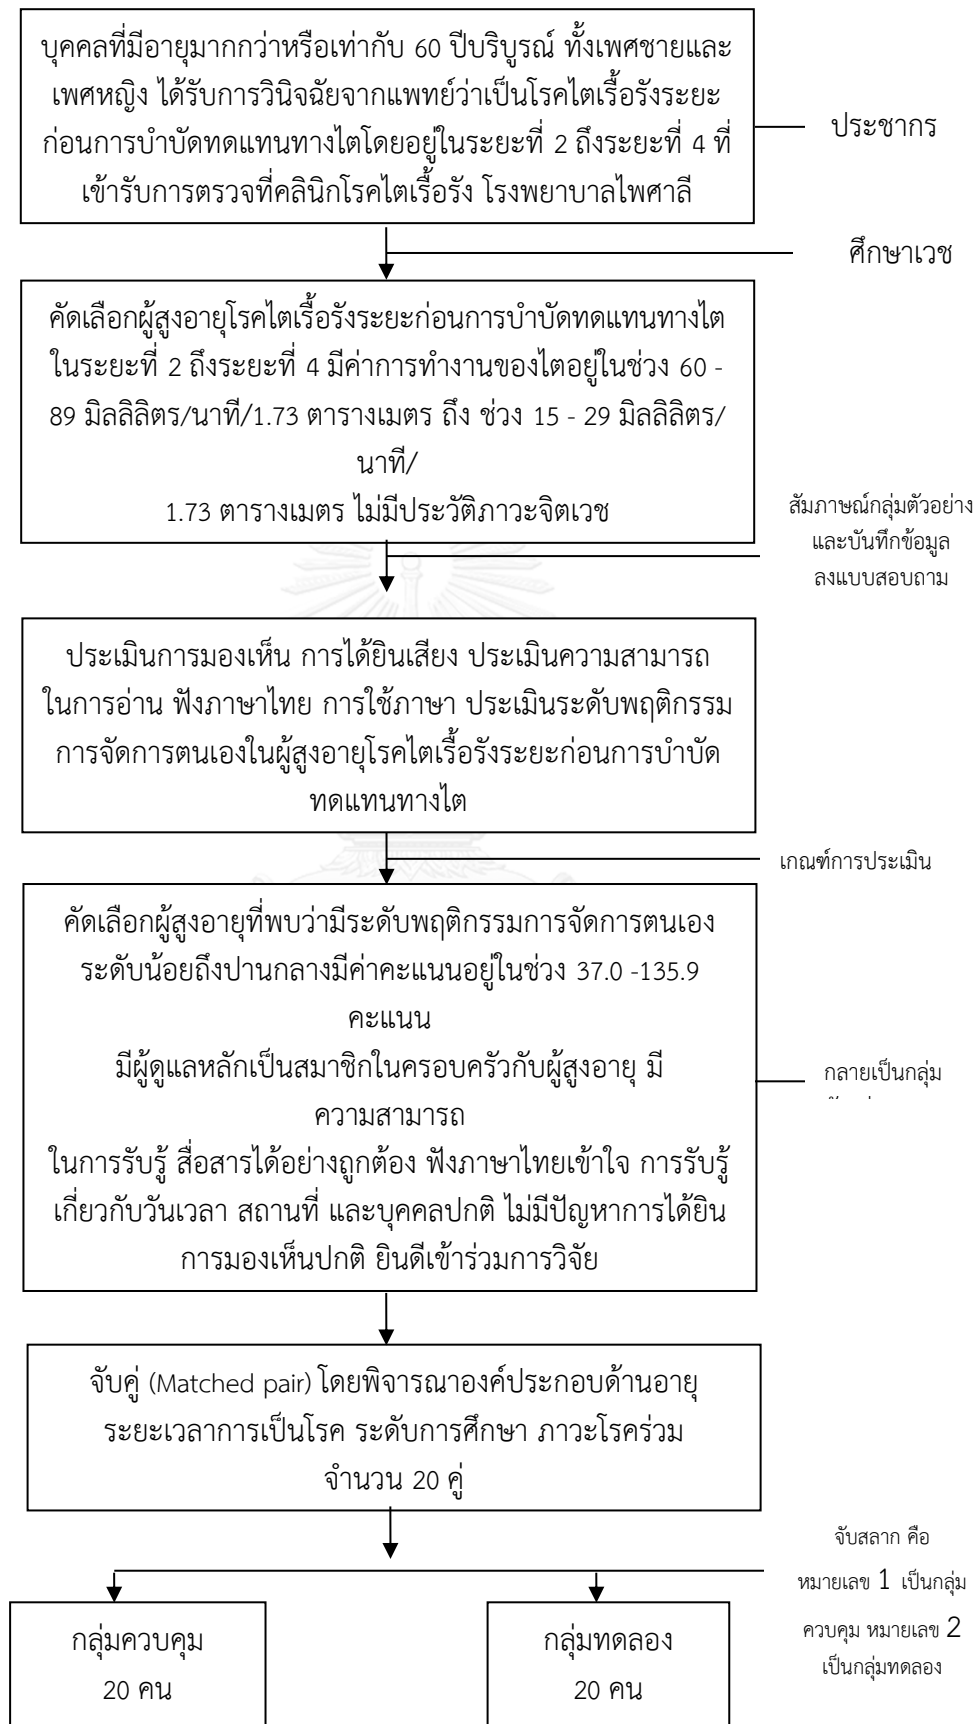 บุคคลที่มีอายุมากกว่าหรือเท่ากับ 60 ปีบริบูรณ์ ทั้งเพศชายและ
เพศหญิง ได้รับการวินิจฉัยจากแพทย์ว่าเป็นโรคไตเรื้อรังระยะ
ก่อนการบำบัดทดแทนทางไตโดยอยู่ในระยะที่ 2 ถึงระยะที่ 4 ที่
เข้ารับการตรวจที่คลินิกโรคไตเรื้อรัง โรงพยาบาลไพศาลี
ประชากร
ศึกษาเวช
คัดเลือกผู้สูงอายุโรคไตเรื้อรังระยะก่อนการบำบัดทดแทนทางไต
ในระยะที่ 2 ถึงระยะที่ 4 มีค่าการทำงานของไตอยู่ในช่วง 60 -
89 มิลลิลิตร/นาที/1.73 ตารางเมตร ถึง ช่วง 15 - 29 มิลลิลิตร/
นาที/
1.73 ตารางเมตร ไม่มีประวัติภาวะจิตเวช
สัมภาษณ์กลุ่มตัวอย่าง
และบันทึกข้อมูล
ลงแบบสอบถาม
ประเมินการมองเห็น การได้ยินเสียง ประเมินความสามารถ
ในการอ่าน ฟังภาษาไทย การใช้ภาษา ประเมินระดับพฤติกรรม
การจัดการตนเองในผู้สูงอายุโรคไตเรื้อรังระยะก่อนการบำบัด
ทดแทนทางไต
เกณฑ์การประเมิน
คัดเลือกผู้สูงอายุที่พบว่ามีระดับพฤติกรรมการจัดการตนเอง
ระดับน้อยถึงปานกลางมีค่าคะแนนอยู่ในช่วง 37.0 -135.9
คะแนน
มีผู้ดูแลหลักเป็นสมาชิกในครอบครัวกับผู้สูงอายุ มี
ความสามารถ
ในการรับรู้ สื่อสารได้อย่างถูกต้อง ฟังภาษาไทยเข้าใจ การรับรู้
เกี่ยวกับวันเวลา สถานที่ และบุคคลปกติ ไม่มีปัญหาการได้ยิน
การมองเห็นปกติ ยินดีเข้าร่วมการวิจัย
กลายเป็นกลุ่ม
จับคู่ (Matched pair) โดยพิจารณาองค์ประกอบด้านอายุ
ระยะเวลาการเป็นโรค ระดับการศึกษา ภาวะโรคร่วม
จำนวน 20 คู่
จับสลาก คือ
หมายเลข 1 เป็นกลุ่ม
ควบคุม หมายเลข 2
เป็นกลุ่มทดลอง
กลุ่มควบคุม
20 คน
กลุ่มทดลอง
20 คน